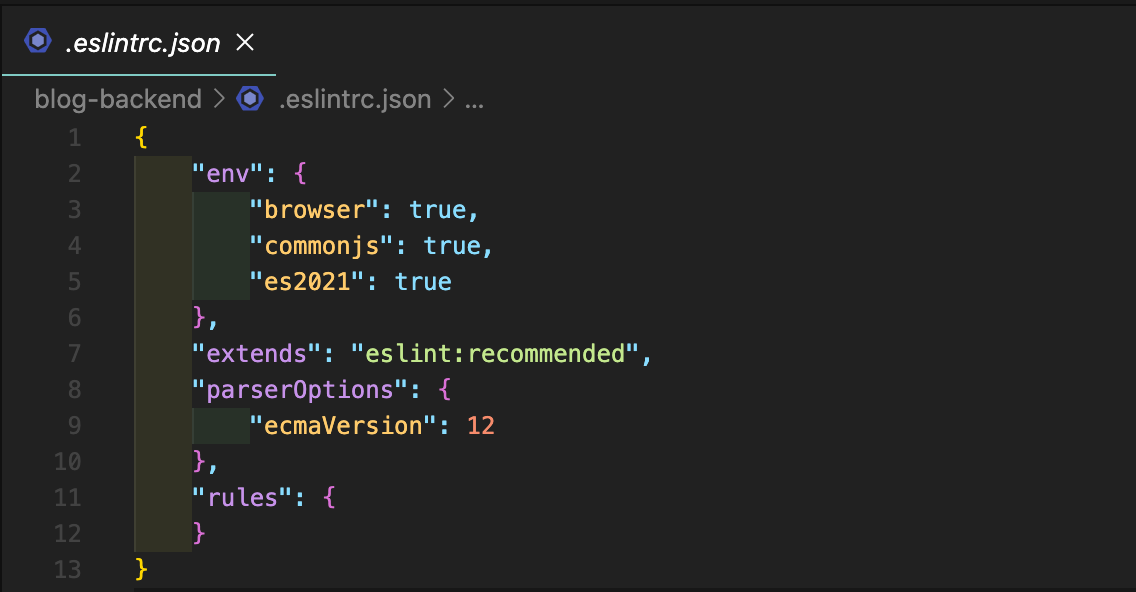 .eslintrc.json ×
blog-backend > .eslintrc.json > ...
1 {
2     "env": {
3         "browser": true,
4         "commonjs": true,
5         "es2021": true
6     },
7     "extends": "eslint:recommended",
8     "parserOptions": {
9         "ecmaVersion": 12
10     },
11     "rules": {
12     }
13 }